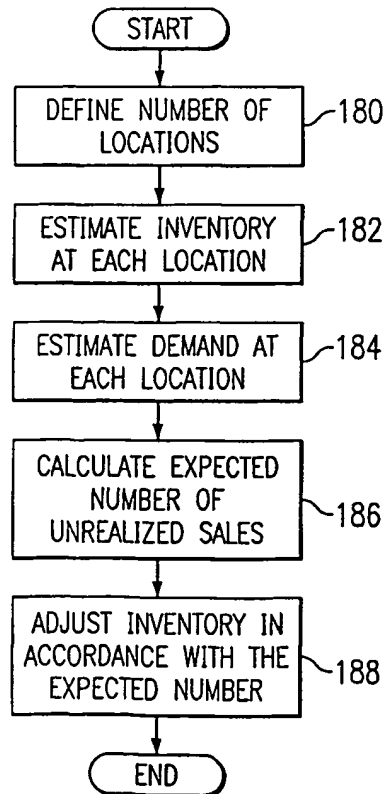 START
DEFINE NUMBER OF
LOCATIONS
180
ESTIMATE INVENTORY
AT EACH LOCATION
182
ESTIMATE DEMAND AT
EACH LOCATION
184
CALCULATE EXPECTED
NUMBER OF
UNREALIZED SALES
186
ADJUST INVENTORY IN
ACCORDANCE WITH THE
EXPECTED NUMBER
188
END